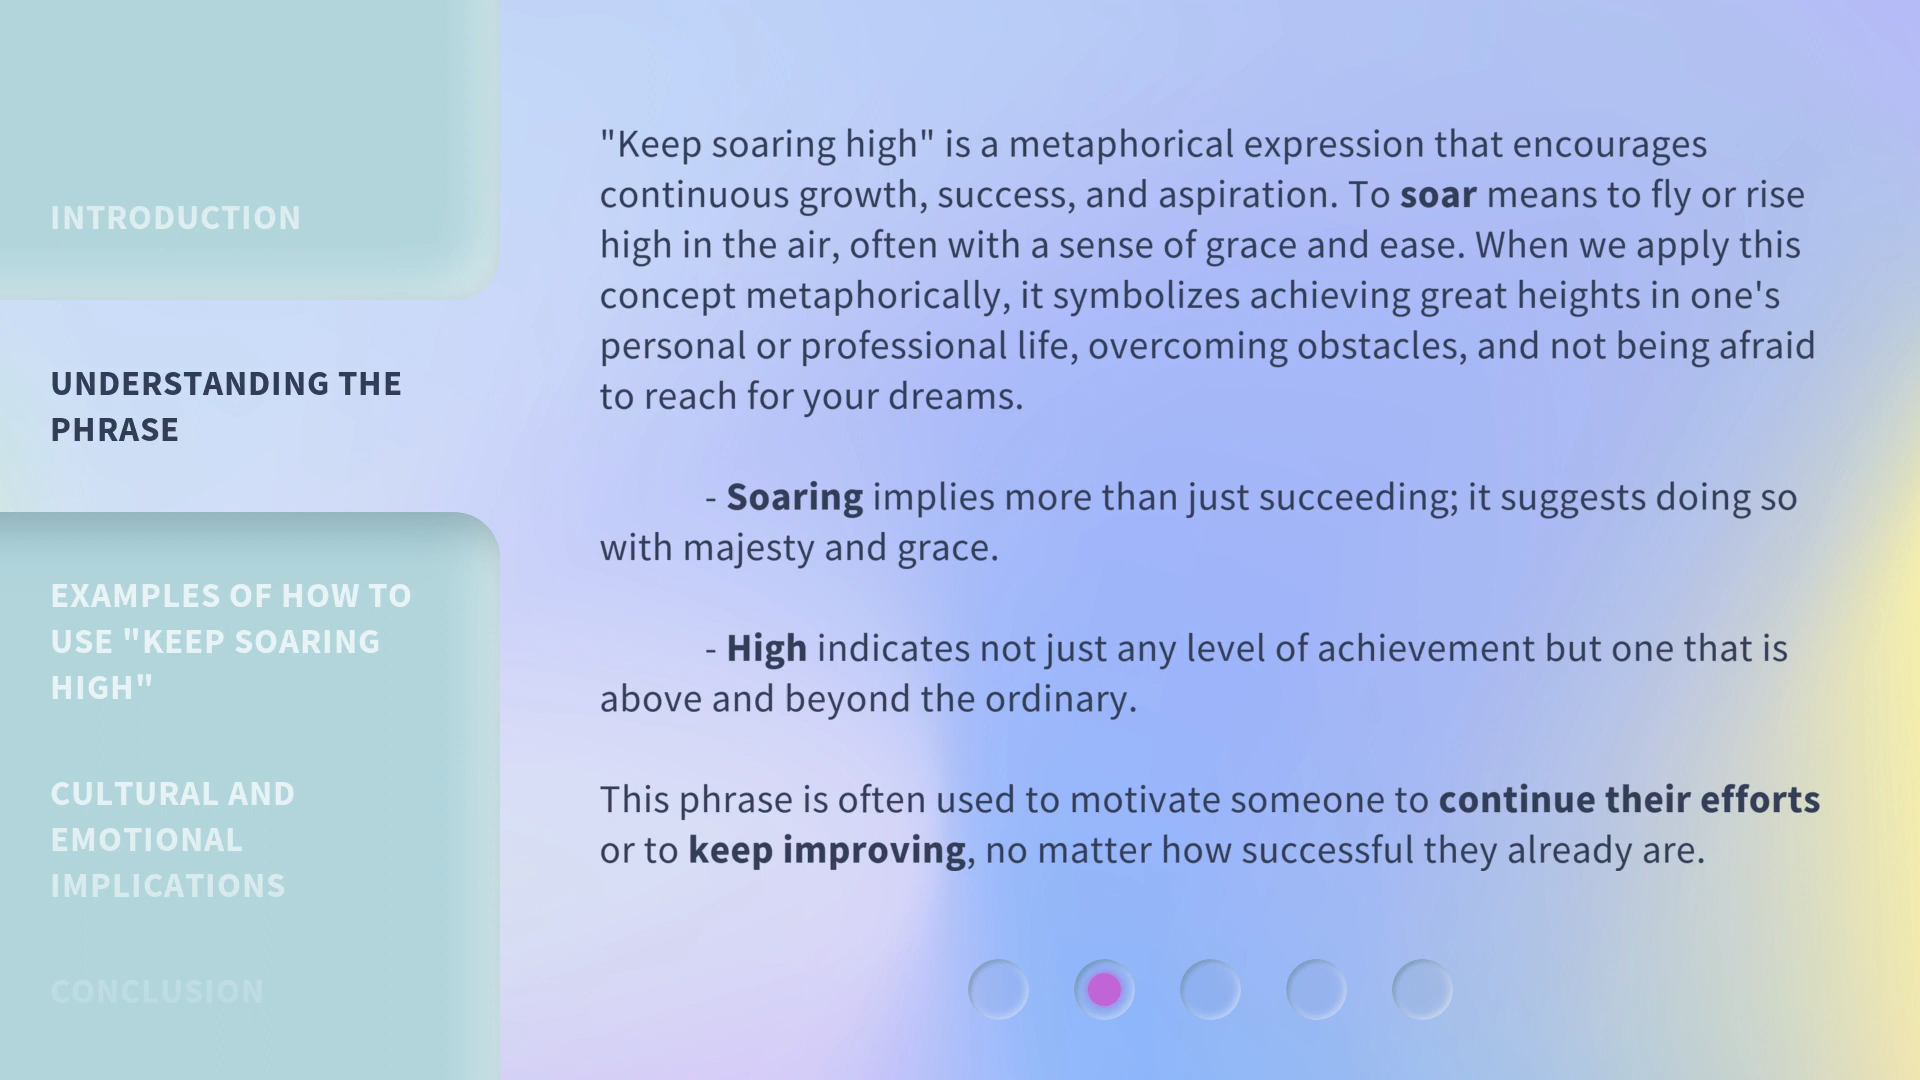 INTRODUCTION
UNDERSTANDING THE
PHRASE
EXAMPLES OF HOW TO
USE "KEEP SOARING
HIGH"
CULTURAL AND
EMOTIONAL
IMPLICATIONS
CONCLUSION
"Keep soaring high" is a metaphorical expression that encourages
continuous growth, success, and aspiration. To soar means to fly or rise
high in the air, often with a sense of grace and ease. When we apply this
concept metaphorically, it symbolizes achieving great heights in one's
personal or professional life, overcoming obstacles, and not being afraid
to reach for your dreams.
- Soaring implies more than just succeeding; it suggests doing so
with majesty and grace.
- High indicates not just any level of achievement but one that is
above and beyond the ordinary.
This phrase is often used to motivate someone to continue their efforts
or to keep improving, no matter how successful they already are.